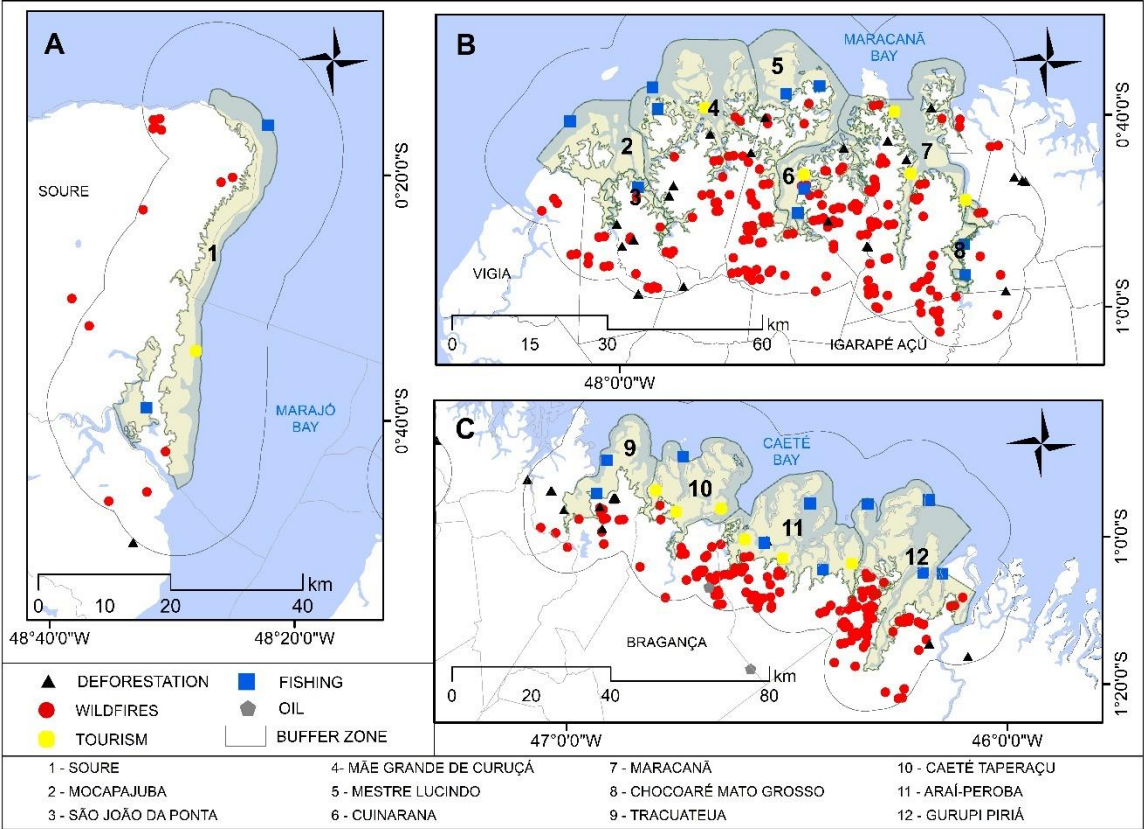 A
SOURE
1
MARAJÓ
BAY
0°20'0"S
0°40'0"S
km
0 10 20 40
48°40'0"W 48°20'0"W
B
MARACANÃ
BAY
5
4
2
7
6
3
8
VIGIA
IGARAPÉ AÇÚ
km
0 15 30 60
0°40'0"S
1°0'0"S
48°0'0"W
C
CAETÉ
BAY
9
10
11
12
BRAGANÇA
km
0 20 40 80
1°0'0"S
1°20'0"S
47°0'0"W 46°0'0"W
DEFORESTATION
WILDFIRES
TOURISM
FISHING
OIL
BUFFER ZONE
1 - SOURE
2 - MOCAPAJUBA
3 - SÃO JOÃO DA PONTA
4- MÃE GRANDE DE CURUÇÁ
5 - MESTRE LUCINDO
6 - CUINARANA
7 - MARACANÃ
8 - CHOCOARÉ MATO GROSSO
9 - TRACUATEUA
10 - CAETÉ TAPERAÇU
11 - ARAÍ-PEROBA
12 - GURUPI PIRIÁ